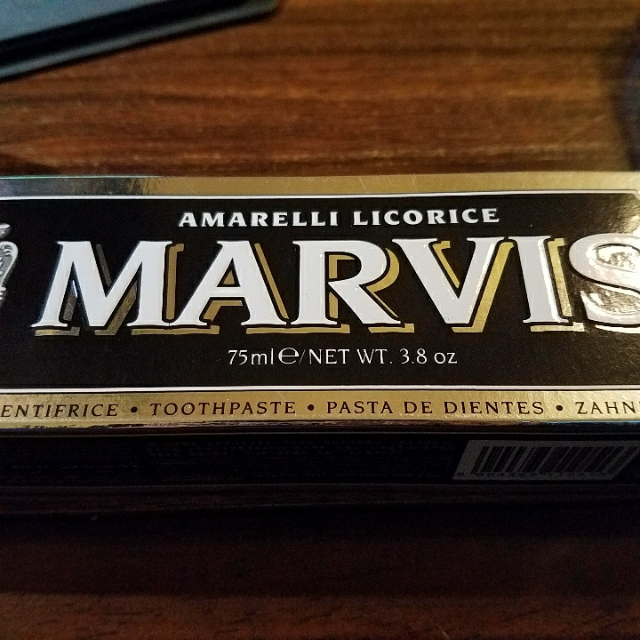 AMARELLI LICORICE
MARVIS
75ml℮/NET WT. 3.8 oz
ENTIFRICE • TOOTHPASTE • PASTA DE DIENTES • ZAHN